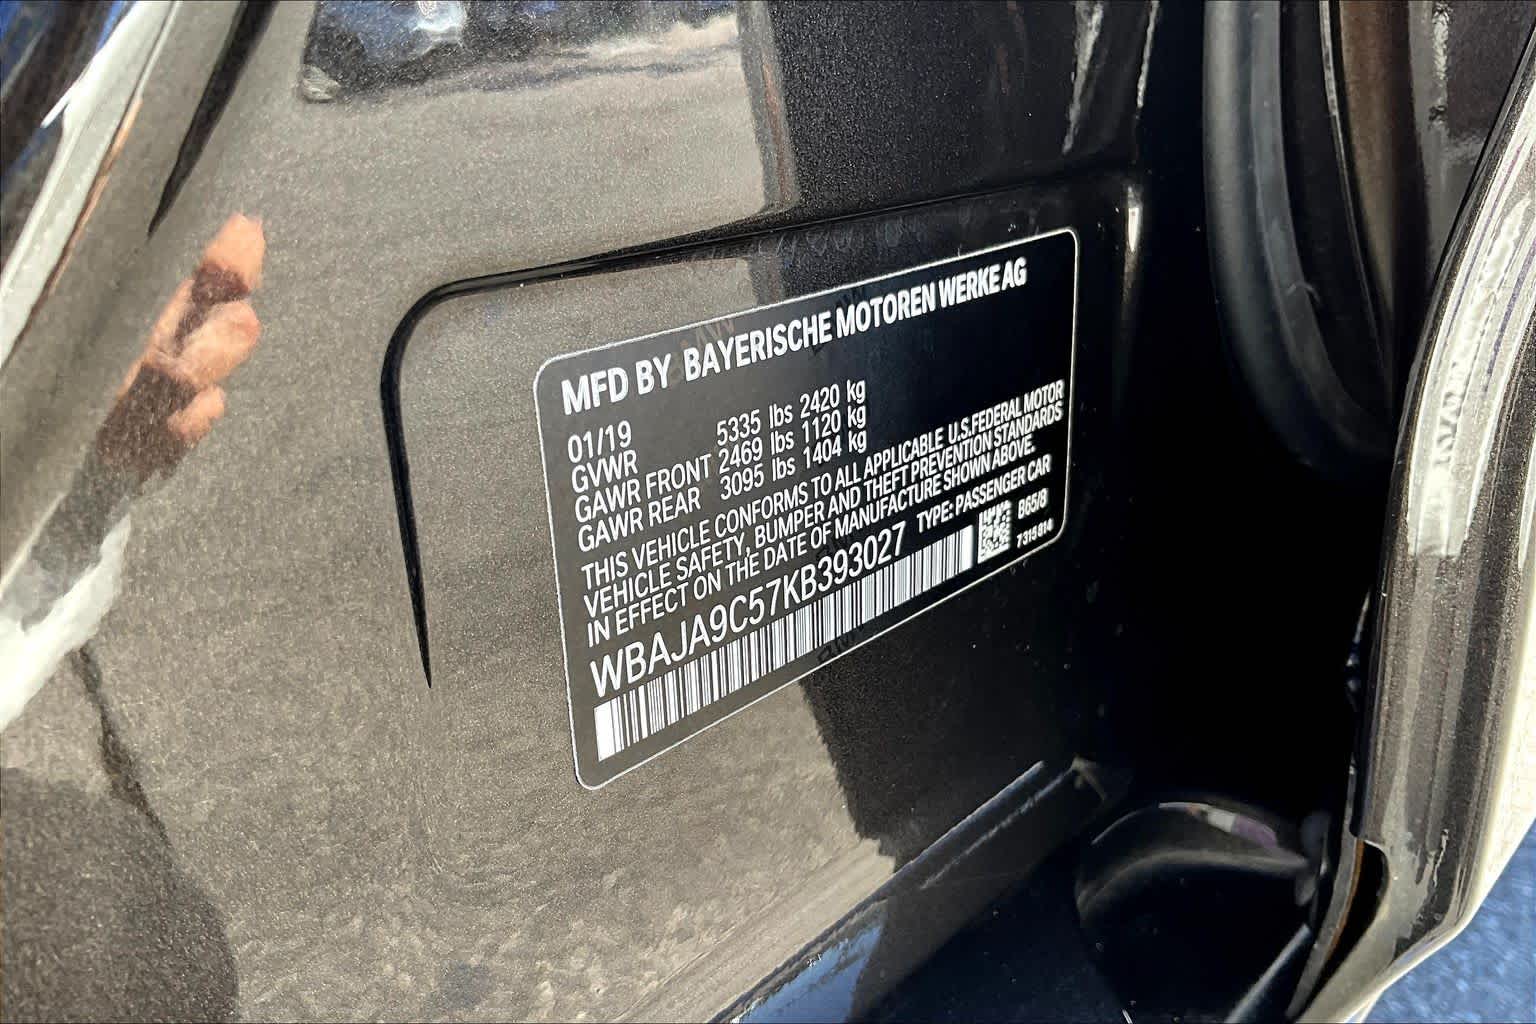 MFD BY BAYERISCHE MOTOREN WERKE AG
01/19
GVWR 5335 lbs 2420 kg
GAWR FRONT 2469 lbs 1120 kg
GAWR REAR 3095 lbs 1404 kg
THIS VEHICLE CONFORMS TO ALL APPLICABLE U.S.FEDERAL MOTOR
VEHICLE SAFETY, BUMPER AND THEFT PREVENTION STANDARDS
IN EFFECT ON THE DATE OF MANUFACTURE SHOWN ABOVE.
WBAJA9C57KB393027 TYPE: PASSENGER CAR
B65/8
7315814